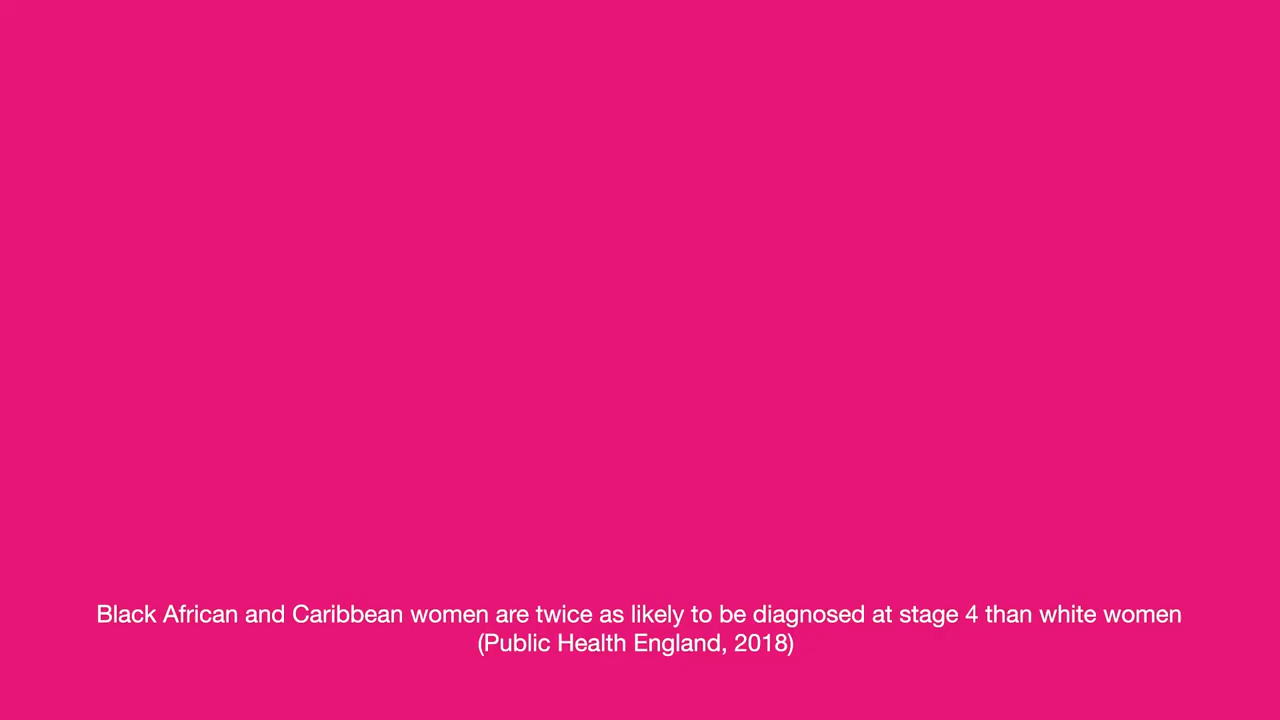 Black African and Caribbean women are twice as likely to be diagnosed at stage 4 than white women
(Public Health England, 2018)